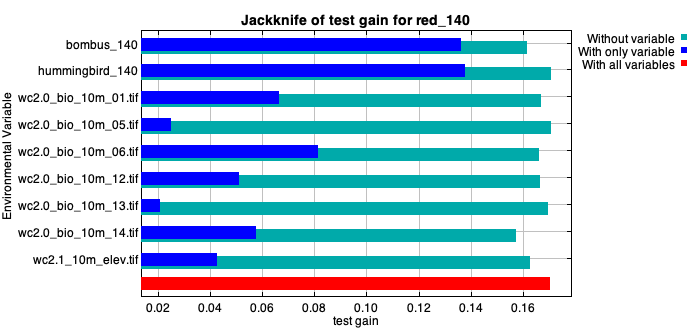 Jackknife of test gain for red_140
Environmental Variable
bombus_140
hummingbird_140
wc2.0_bio_10m_01.tif
wc2.0_bio_10m_05.tif
wc2.0_bio_10m_06.tif
wc2.0_bio_10m_12.tif
wc2.0_bio_10m_13.tif
wc2.0_bio_10m_14.tif
wc2.1_10m_elev.tif
0.02 0.04 0.06 0.08 0.10 0.12 0.14 0.16
test gain
Without variable
With only variable
With all variables